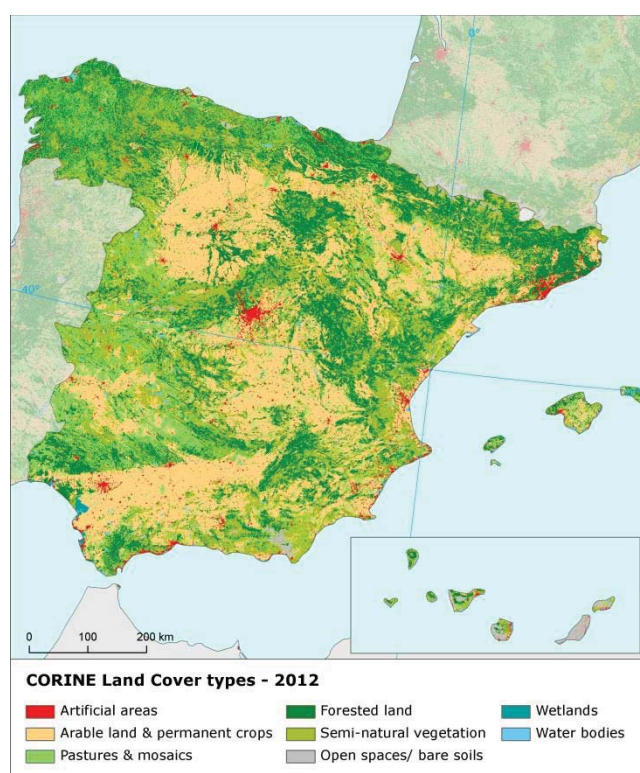 0°
40°
0 100 200 km
CORINE Land Cover types - 2012
Artificial areas
Arable land & permanent crops
Pastures & mosaics
Forested land
Semi-natural vegetation
Open spaces/ bare soils
Wetlands
Water bodies